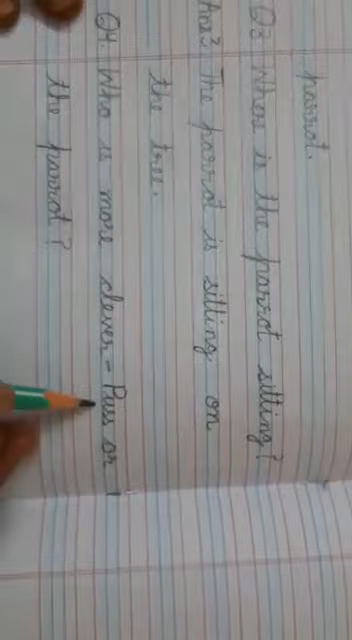 parrot.
Q3. Where is the parrot sitting?
Ans3. The parrot is sitting on
the tree.
Q4. Who is more clever - Puss or
the parrot?